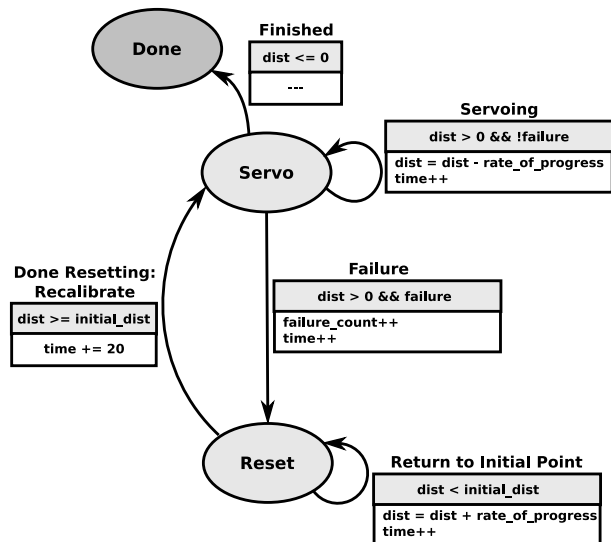 Finished
Done
dist <= 0
---
Servoing
dist > 0 && !failure
dist = dist - rate_of_progress
time++
Servo
Failure
dist > 0 && failure
failure_count++
time++
Done Resetting:
Recalibrate
dist >= initial_dist
time += 20
Reset
Return to Initial Point
dist < initial_dist
dist = dist + rate_of_progress
time++